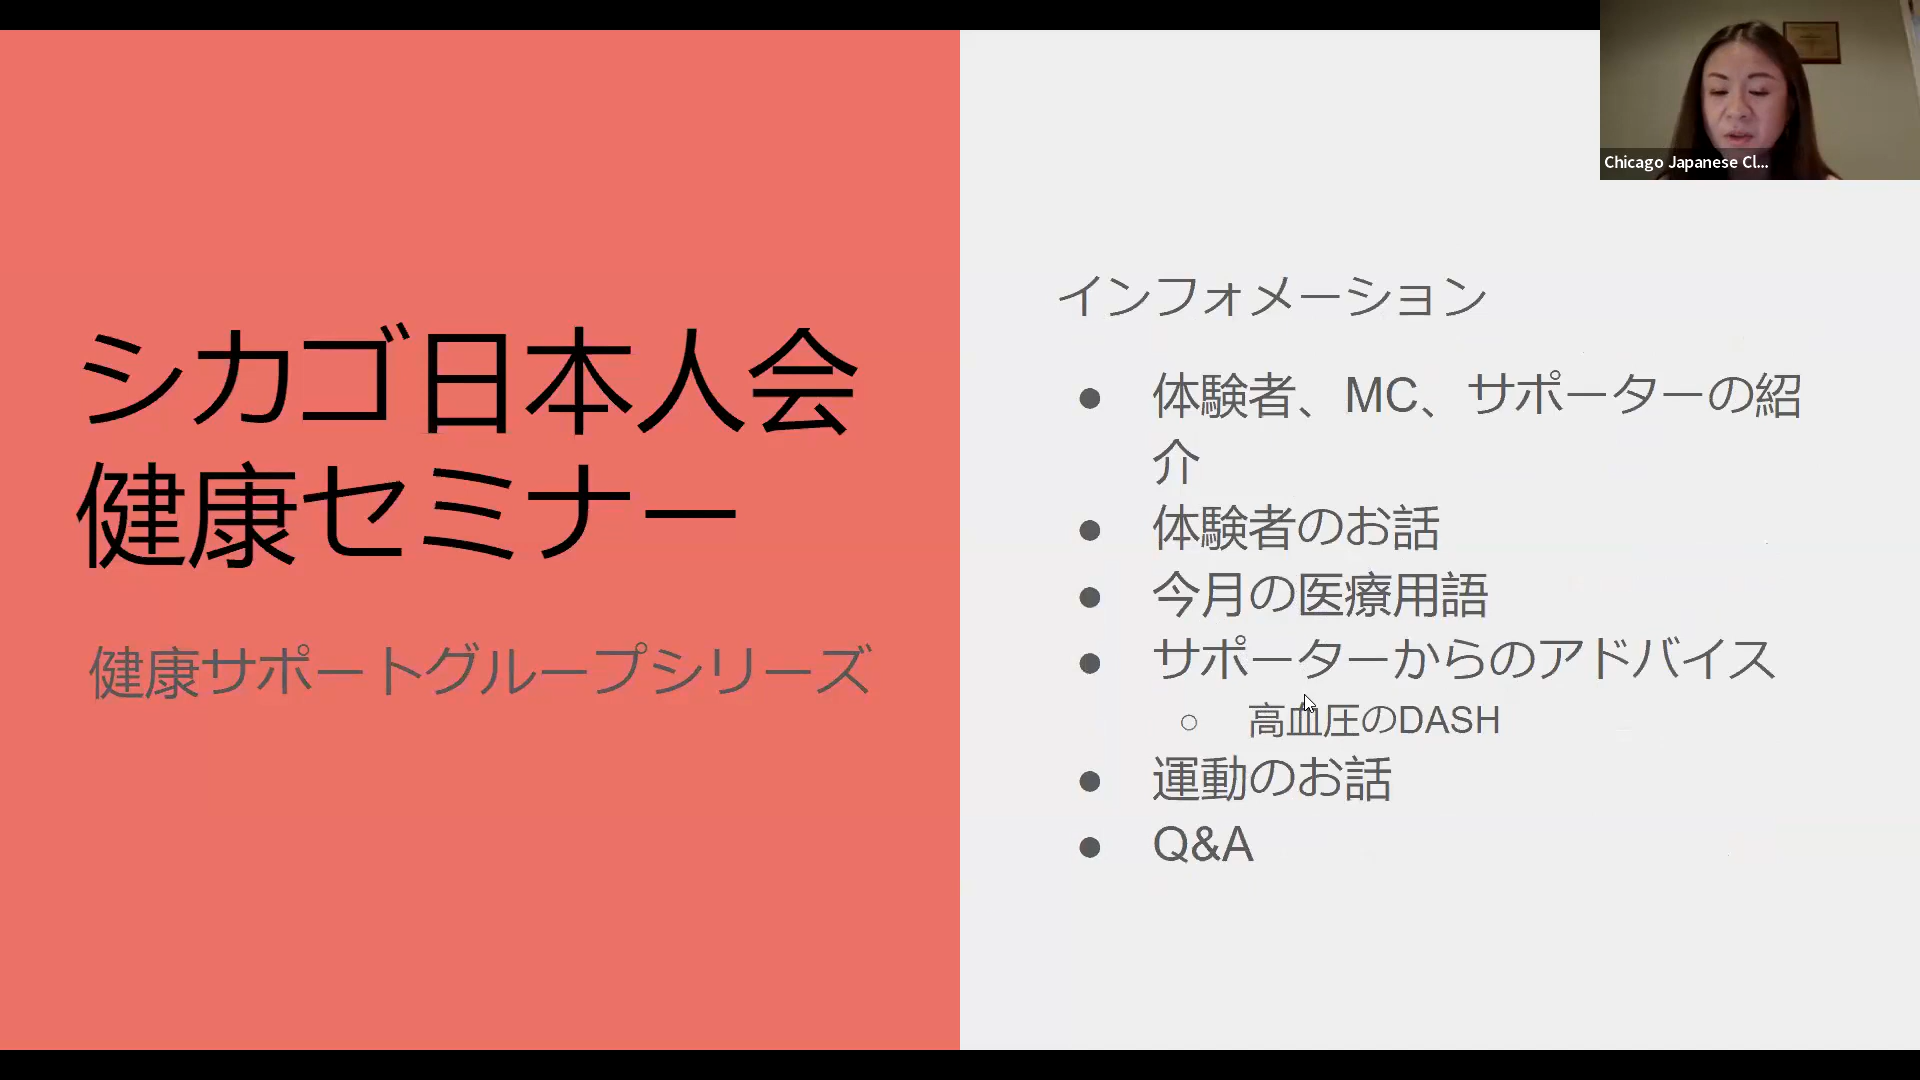 シカゴ日本人会
健康セミナー
健康サポートグループシリーズ
インフォメーション
● 体験者、MC、サポーターの紹
介
● 体験者のお話
● 今月の医療用語
● サポーターからのアドバイス
○ 高血圧のDASH
● 運動のお話
● Q&A
Chicago Japanese Cl...